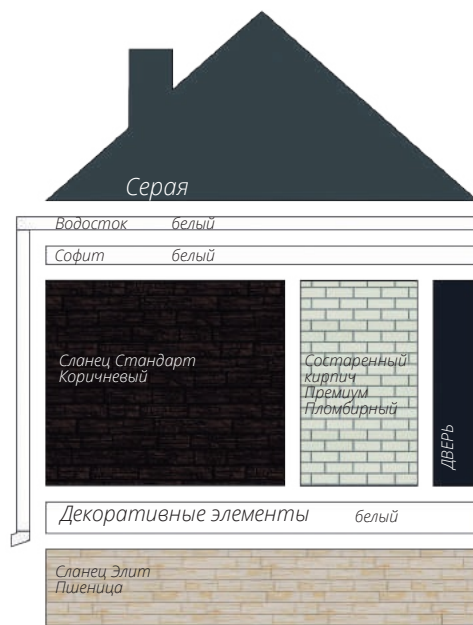 Серая
Водосток белый
Софит белый
Сланец Стандарт
Коричневый
Состаренный
кирпич
Премиум
Пломбирный
ДВЕРЬ
Декоративные элементы белый
Сланец Элит
Пшеница